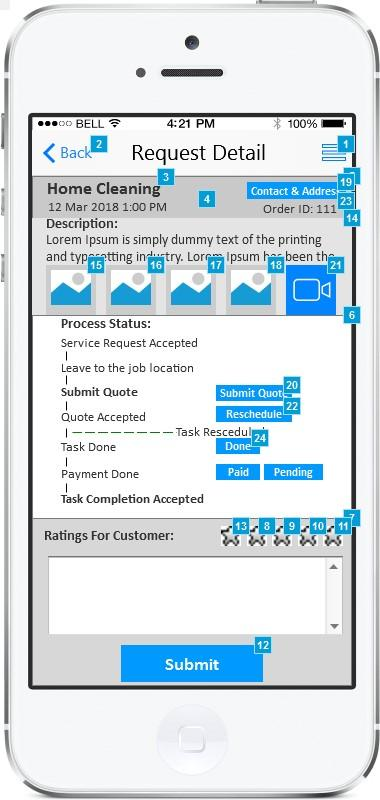 BELL 4:21 PM 100%
Back 2 Request Detail 1
3
Home Cleaning Contact & Address 19
12 Mar 2018 1:00 PM 4 Order ID: 111 23
14
Description:
Lorem Ipsum is simply dummy text of the printing
and typesetting industry. Lorem Ipsum has been the
15 16 17 18 21
6
Process Status:
Service Request Accepted
Leave to the job location
Submit Quote Submit Quote 20
Quote Accepted Reschedule 22
Task Resceduled
Task Done Done 24
Payment Done Paid Pending
Task Completion Accepted
7
Ratings For Customer: 13 8 9 10 11
12
Submit